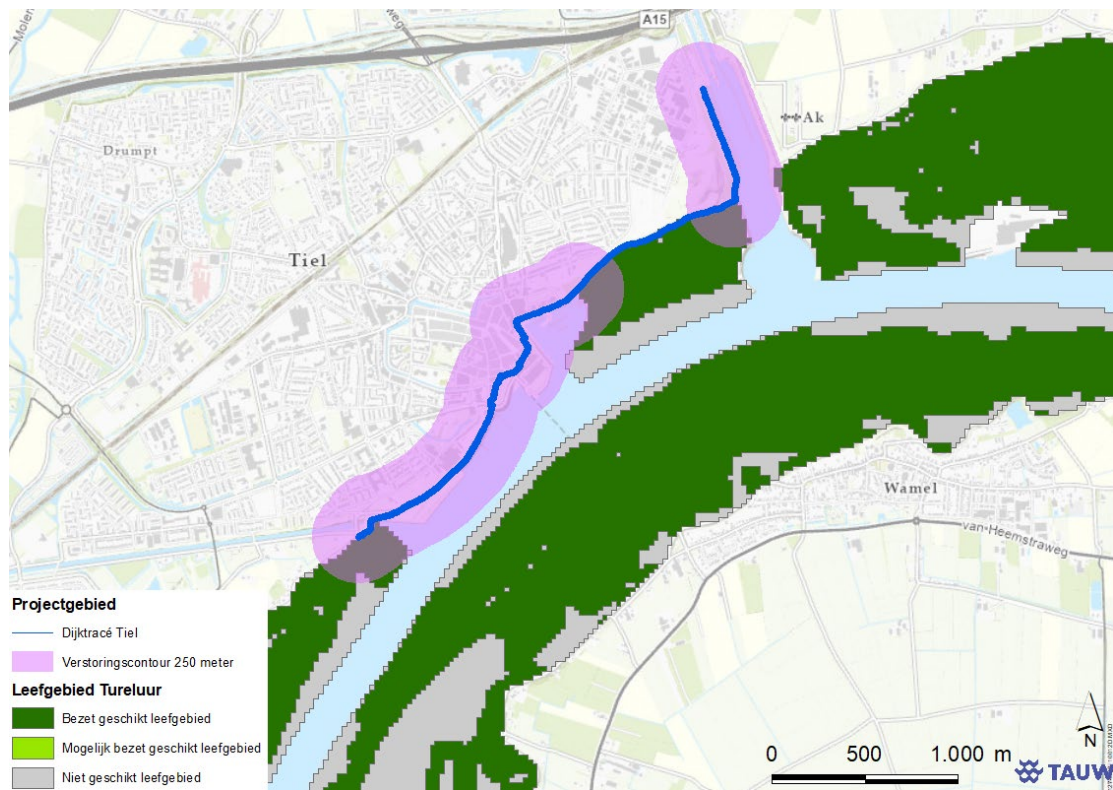 A15
Drumpt
Ak
Tiel
Wamel
van Heemstraweg
Projectgebied
Dijktracé Tiel
Verstoringscontour 250 meter
Leefgebied Tureluur
Bezet geschikt leefgebied
Mogelijk bezet geschikt leefgebied
Niet geschikt leefgebied
N
0 500 1.000 m
TAUW